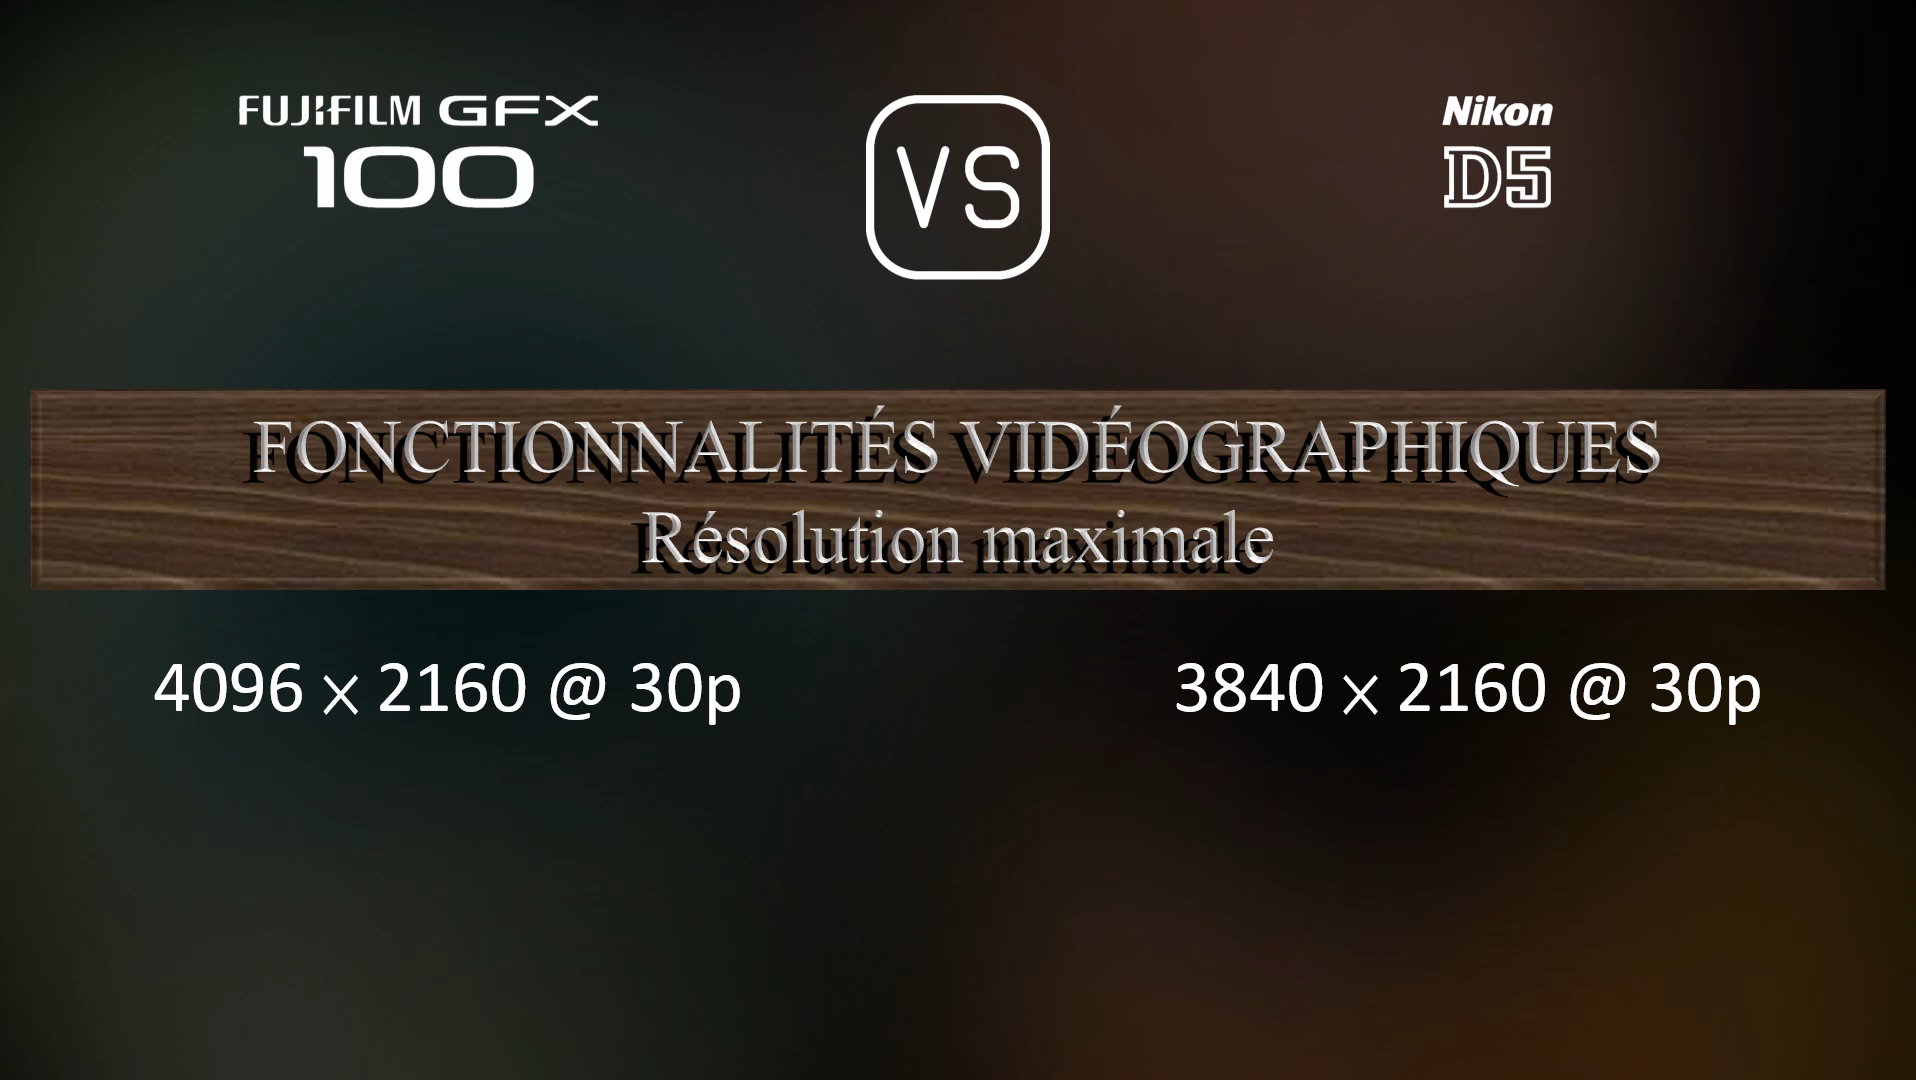 FUJIFILM GFX
100
VS
Nikon
D5
FONCTIONNALITÉS VIDÉOGRAPHIQUES
Résolution maximale
4096 x 2160 @ 30p
3840 x 2160 @ 30p